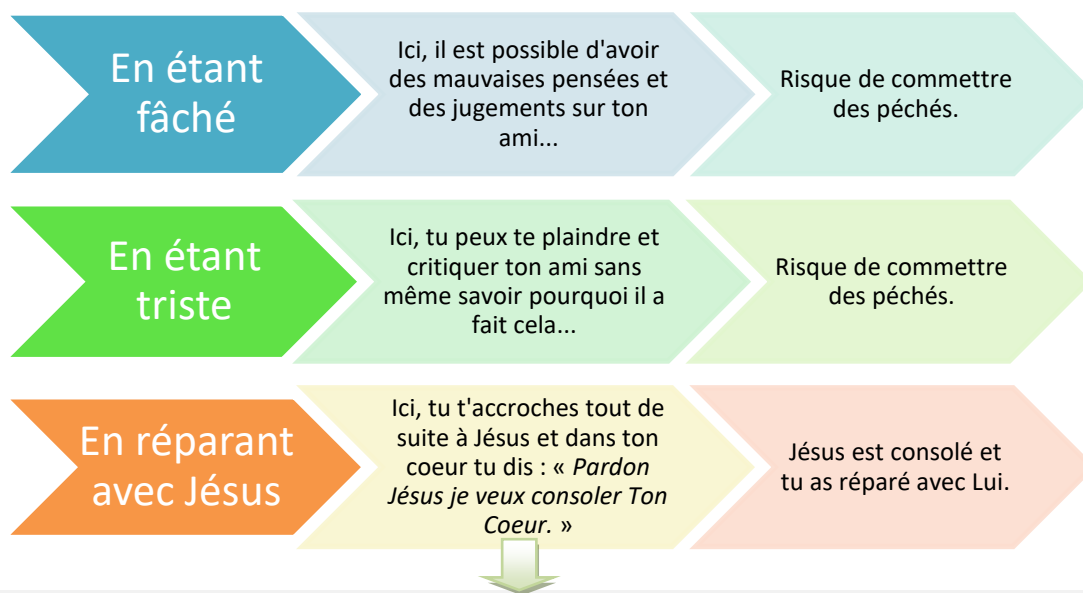 En étant
fâché
Ici, il est possible d'avoir
des mauvaises pensées et
des jugements sur ton
ami...
Risque de commettre
des péchés.
En étant
triste
Ici, tu peux te plaindre et
critiquer ton ami sans
même savoir pourquoi il a
fait cela...
Risque de commettre
des péchés.
En réparant
avec Jésus
Ici, tu t'accroches tout de
suite à Jésus et dans ton
coeur tu dis : « Pardon
Jésus je veux consoler Ton
Coeur. »
Jésus est consolé et
tu as réparé avec Lui.